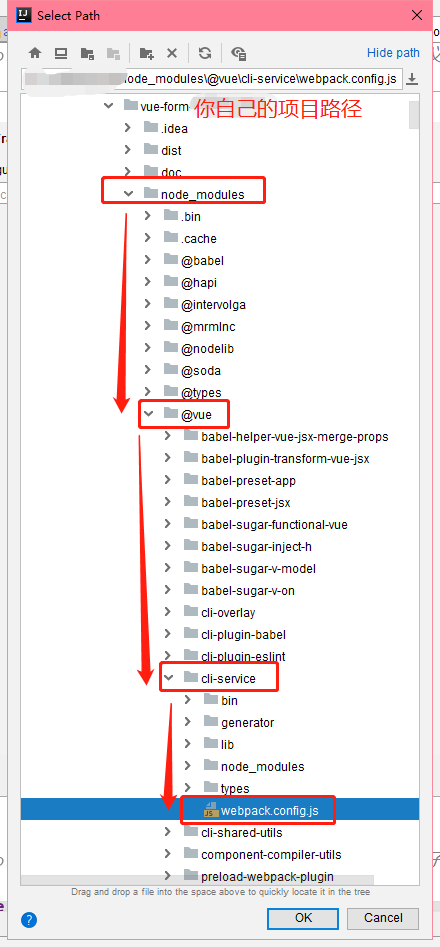 Select Path
Hide path
node_modules\@vue\cli-service\webpack.config.js
vue-form
你自己的项目路径
.idea
dist
doc
node_modules
.bin
.cache
@babel
@hapi
@intervolga
@mrmlnc
@nodelib
@soda
@types
@vue
babel-helper-vue-jsx-merge-props
babel-plugin-transform-vue-jsx
babel-preset-app
babel-preset-jsx
babel-sugar-functional-vue
babel-sugar-inject-h
babel-sugar-v-model
babel-sugar-v-on
cli-overlay
cli-plugin-babel
cli-plugin-eslint
cli-service
bin
generator
lib
node_modules
types
webpack.config.js
cli-shared-utils
component-compiler-utils
preload-webpack-plugin
Drag and drop a file into the space above to quickly locate it in the tree
OK
Cancel